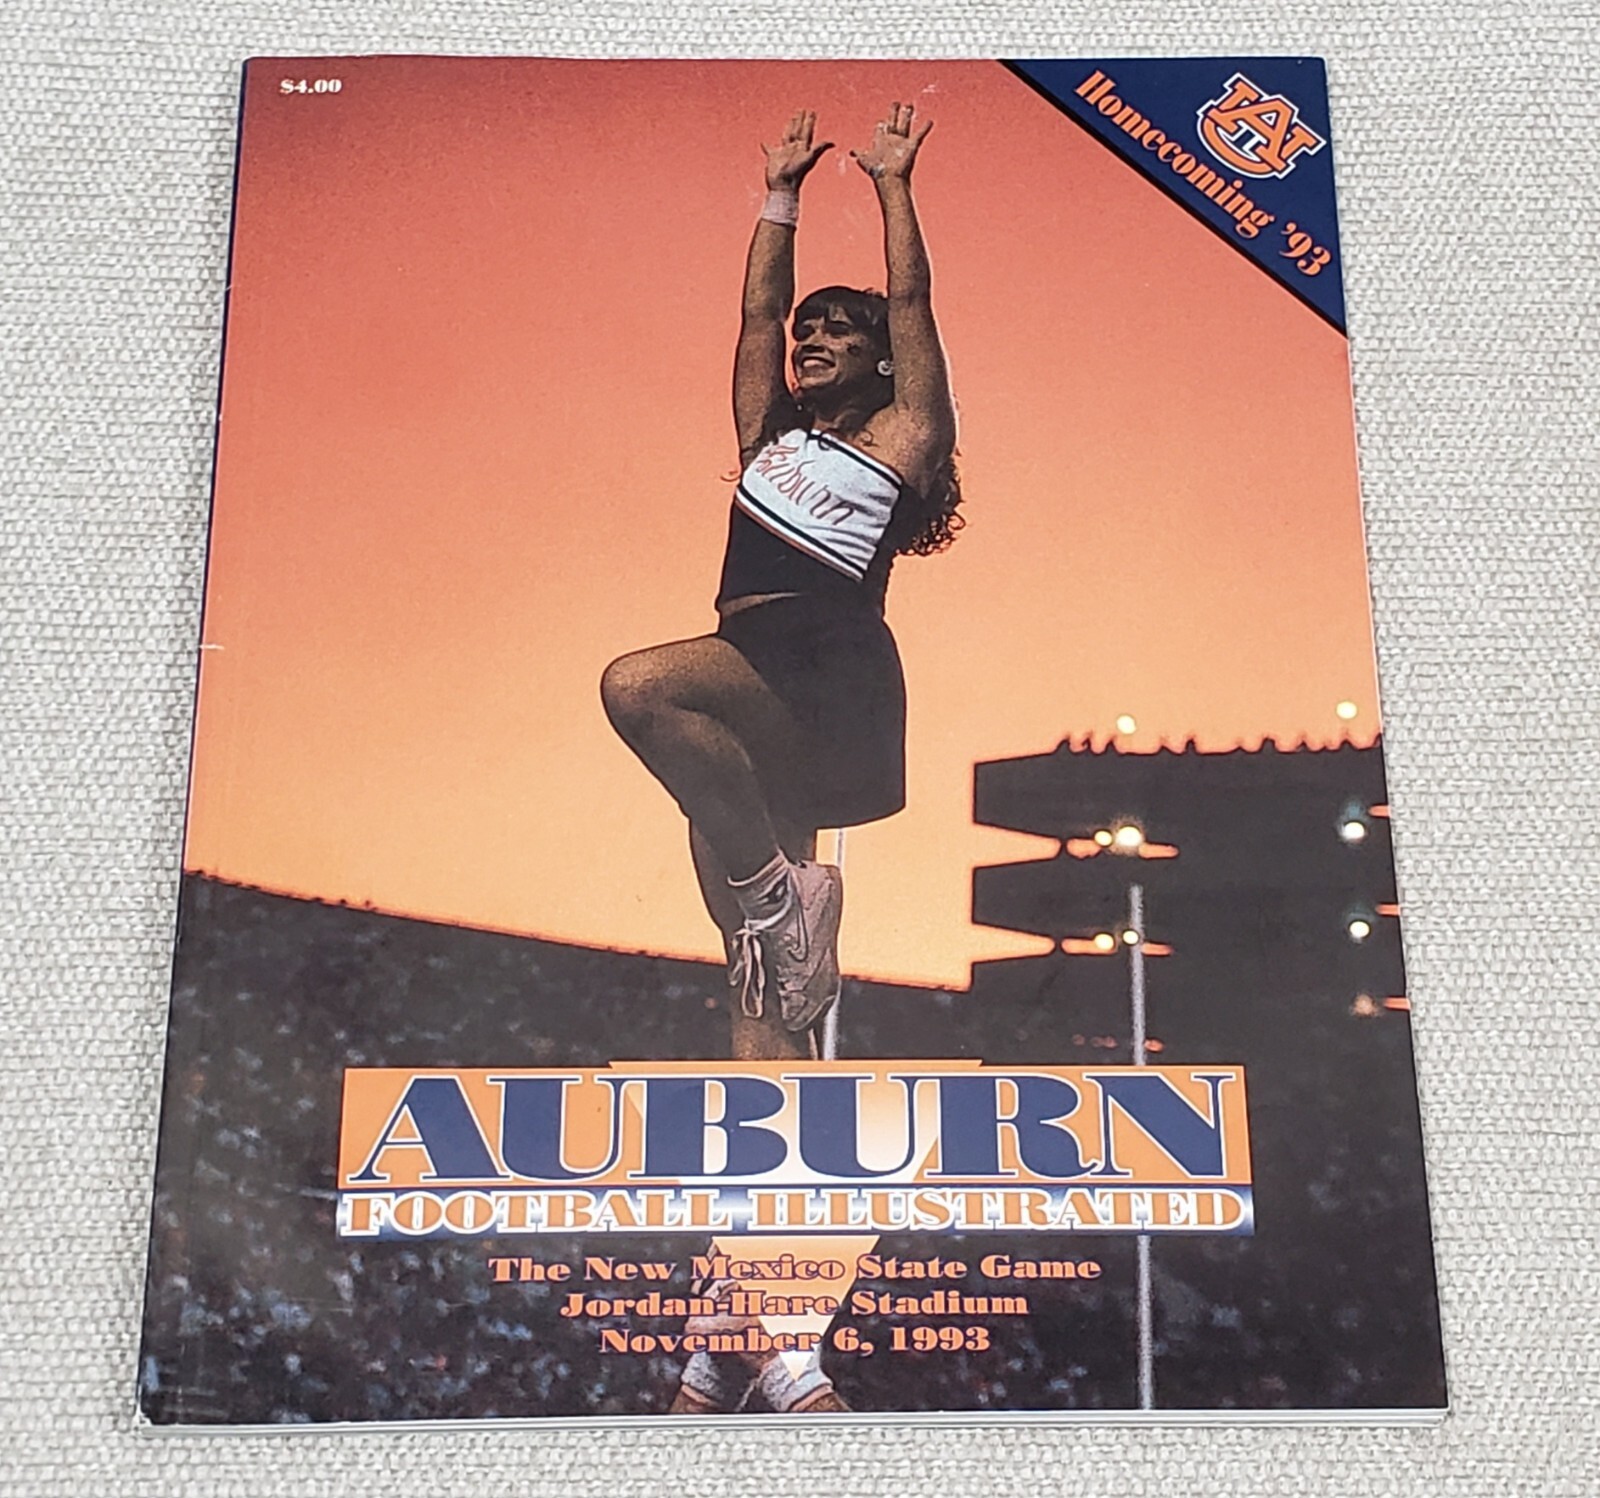 $4.00
AU
Homecoming '93
Auburn
AUBURN
FOOTBALL ILLUSTRATED
The New Mexico State Game
Jordan-Hare Stadium
November 6, 1993